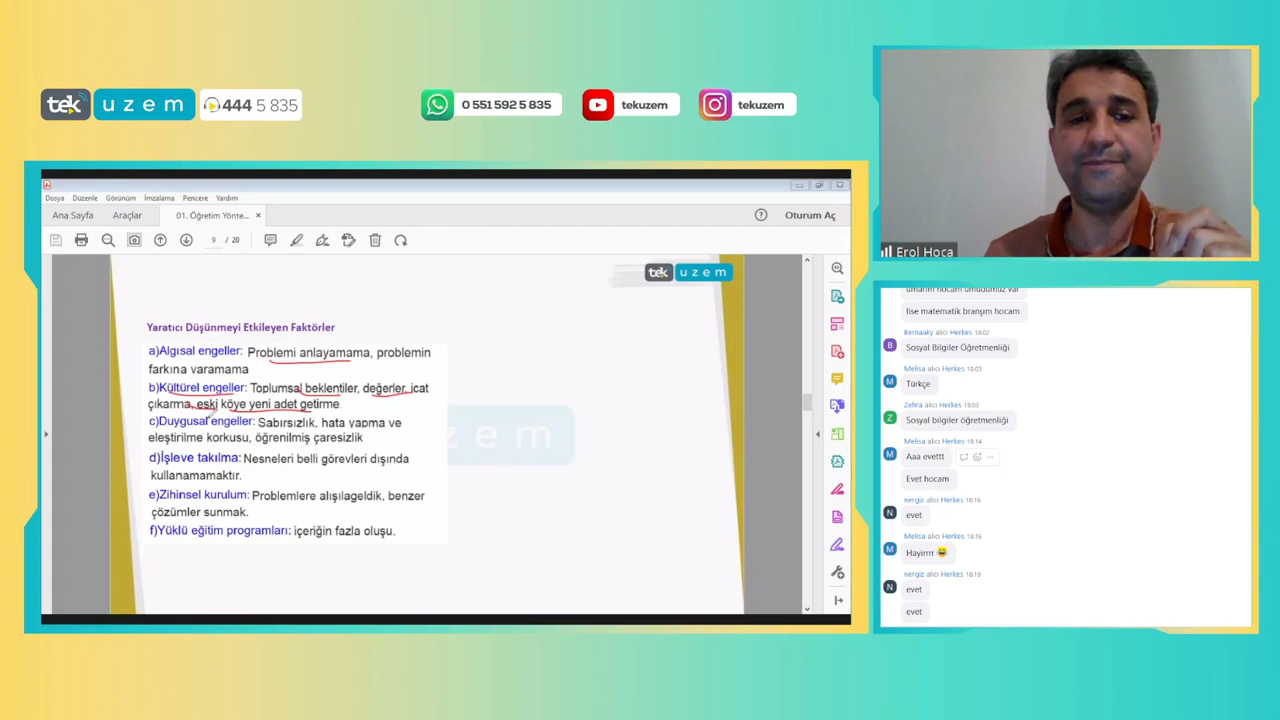 tek uzem 444 5 835
0 551 592 5 835
tekuzem
tekuzem
Dosya Düzenle Görünüm İmzalama Pencere Yardım
Ana Sayfa Araçlar 01. Öğretim Yönte... × ? Oturum Aç
9 / 20
tek uzem
Yaratıcı Düşünmeyi Etkileyen Faktörler
a)Algısal engeller: Problemi anlayamama, problemin
farkına varamama
b)Kültürel engeller: Toplumsal beklentiler, değerler, icat
çıkarma, eski köye yeni adet getirme
c)Duygusal engeller: Sabırsızlık, hata yapma ve
eleştirilme korkusu, öğrenilmiş çaresizlik
d)İşleve takılma: Nesneleri belli görevleri dışında
kullanamamaktır.
e)Zihinsel kurulum: Problemlere alışılageldik, benzer
çözümler sunmak.
f)Yüklü eğitim programları: içeriğin fazla oluşu.
zem
Erol Hoca
umarım hocam umudumuz var
lise matematik branşım hocam
Bernaaky alıcı Herkes 18:02
B Sosyal Bilgiler Öğretmenliği
Melisa alıcı Herkes 18:03
M Türkçe
Zehra alıcı Herkes 18:03
Z Sosyal bilgiler öğretmenliği
Melisa alıcı Herkes 18:14
M Aaa evettt
Evet hocam
nergiz alıcı Herkes 18:16
N evet
Melisa alıcı Herkes 18:16
M Hayirrrr 😄
nergiz alıcı Herkes 18:19
N evet
evet